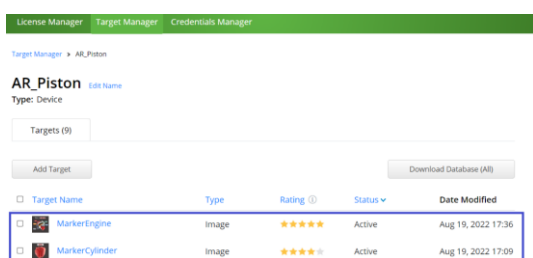 License Manager Target Manager Credentials Manager
Target Manager > AR_Piston
AR_Piston Edit Name
Type: Device
Targets (9)
Add Target Download Database (All)
Target Name Type Rating Status Date Modified
MarkerEngine Image Active Aug 19, 2022 17:36
MarkerCylinder Image Active Aug 19, 2022 17:09